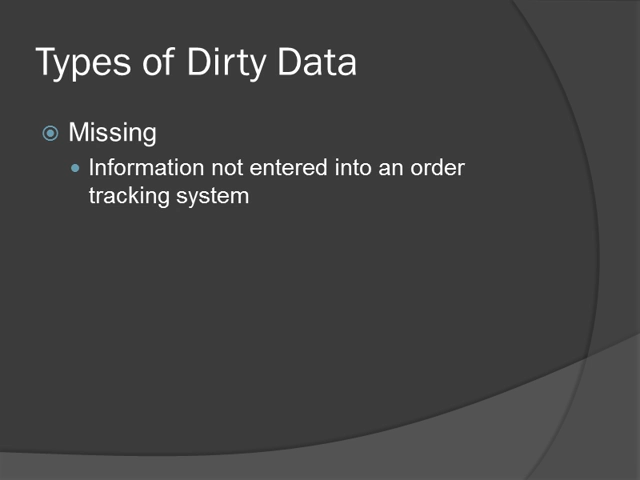 Types of Dirty Data
Missing
Information not entered into an order
tracking system